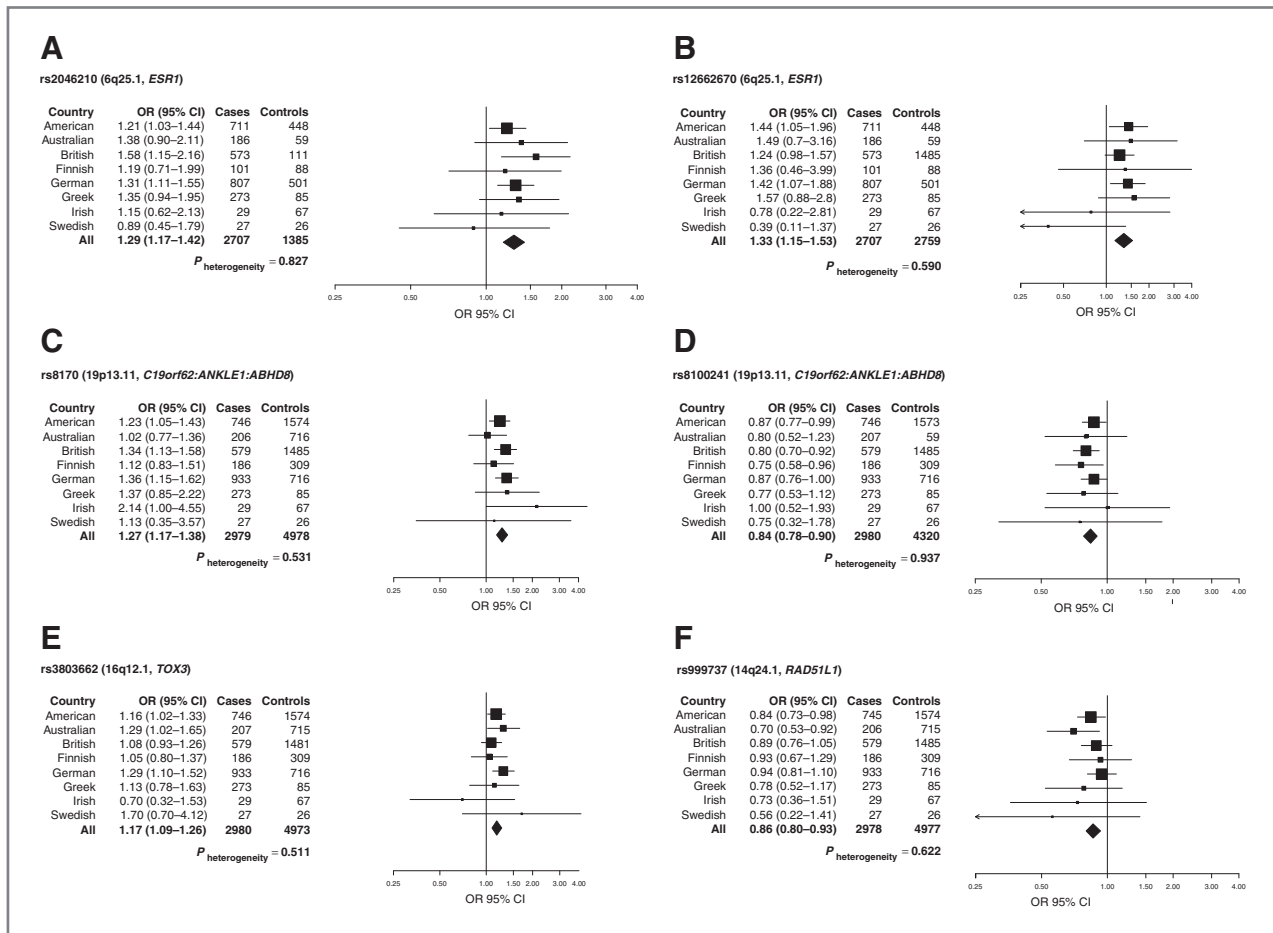 A
rs2046210 (6q25.1, ESR1)
Country OR (95% CI) Cases Controls
American 1.21 (1.03–1.44) 711 448
Australian 1.38 (0.90–2.11) 186 59
British 1.58 (1.15–2.16) 573 111
Finnish 1.19 (0.71–1.99) 101 88
German 1.31 (1.11–1.55) 807 501
Greek 1.35 (0.94–1.95) 273 85
Irish 1.15 (0.62–2.13) 29 67
Swedish 0.89 (0.45–1.79) 27 26
All 1.29 (1.17–1.42) 2707 1385
P heterogeneity = 0.827
0.25 0.50 1.00 1.50 2.00 3.00 4.00
OR 95% CI
B
rs12662670 (6q25.1, ESR1)
Country OR (95% CI) Cases Controls
American 1.44 (1.05–1.96) 711 448
Australian 1.49 (0.7–3.16) 186 59
British 1.24 (0.98–1.57) 573 1485
Finnish 1.36 (0.46–3.99) 101 88
German 1.42 (1.07–1.88) 807 501
Greek 1.57 (0.88–2.8) 273 85
Irish 0.78 (0.22–2.81) 29 67
Swedish 0.39 (0.11–1.37) 27 26
All 1.33 (1.15–1.53) 2707 2759
P heterogeneity = 0.590
0.25 0.50 1.00 1.50 2.00 3.00 4.00
OR 95% CI
C
rs8170 (19p13.11, C19orf62:ANKLE1:ABHD8)
Country OR (95% CI) Cases Controls
American 1.23 (1.05–1.43) 746 1574
Australian 1.02 (0.77–1.36) 206 716
British 1.34 (1.13–1.58) 579 1485
Finnish 1.12 (0.83–1.51) 186 309
German 1.36 (1.15–1.62) 933 716
Greek 1.37 (0.85–2.22) 273 85
Irish 2.14 (1.00–4.55) 29 67
Swedish 1.13 (0.35–3.57) 27 26
All 1.27 (1.17–1.38) 2979 4978
P heterogeneity = 0.531
0.25 0.50 1.00 1.50 2.00 3.00 4.00
OR 95% CI
D
rs8100241 (19p13.11, C19orf62:ANKLE1:ABHD8)
Country OR (95% CI) Cases Controls
American 0.87 (0.77–0.99) 746 1573
Australian 0.80 (0.52–1.23) 207 59
British 0.80 (0.70–0.92) 579 1485
Finnish 0.75 (0.58–0.96) 186 309
German 0.87 (0.76–1.00) 933 716
Greek 0.77 (0.53–1.12) 273 85
Irish 1.00 (0.52–1.93) 29 67
Swedish 0.75 (0.32–1.78) 27 26
All 0.84 (0.78–0.90) 2980 4320
P heterogeneity = 0.937
0.25 0.50 1.00 1.50 2.00 3.00 4.00
OR 95% CI
E
rs3803662 (16q12.1, TOX3)
Country OR (95% CI) Cases Controls
American 1.16 (1.02–1.33) 746 1574
Australian 1.29 (1.02–1.65) 207 715
British 1.08 (0.93–1.26) 579 1481
Finnish 1.05 (0.80–1.37) 186 309
German 1.29 (1.10–1.52) 933 716
Greek 1.13 (0.78–1.63) 273 85
Irish 0.70 (0.32–1.53) 29 67
Swedish 1.70 (0.70–4.12) 27 26
All 1.17 (1.09–1.26) 2980 4973
P heterogeneity = 0.511
0.25 0.50 1.00 1.50 2.00 3.00 4.00
OR 95% CI
F
rs999737 (14q24.1, RAD51L1)
Country OR (95% CI) Cases Controls
American 0.84 (0.73–0.98) 745 1574
Australian 0.70 (0.53–0.92) 206 715
British 0.89 (0.76–1.05) 579 1485
Finnish 0.93 (0.67–1.29) 186 309
German 0.94 (0.81–1.10) 933 716
Greek 0.78 (0.52–1.17) 273 85
Irish 0.73 (0.36–1.51) 29 67
Swedish 0.56 (0.22–1.41) 27 26
All 0.86 (0.80–0.93) 2978 4977
P heterogeneity = 0.622
0.25 0.50 1.00 1.50 2.00 3.00 4.00
OR 95% CI